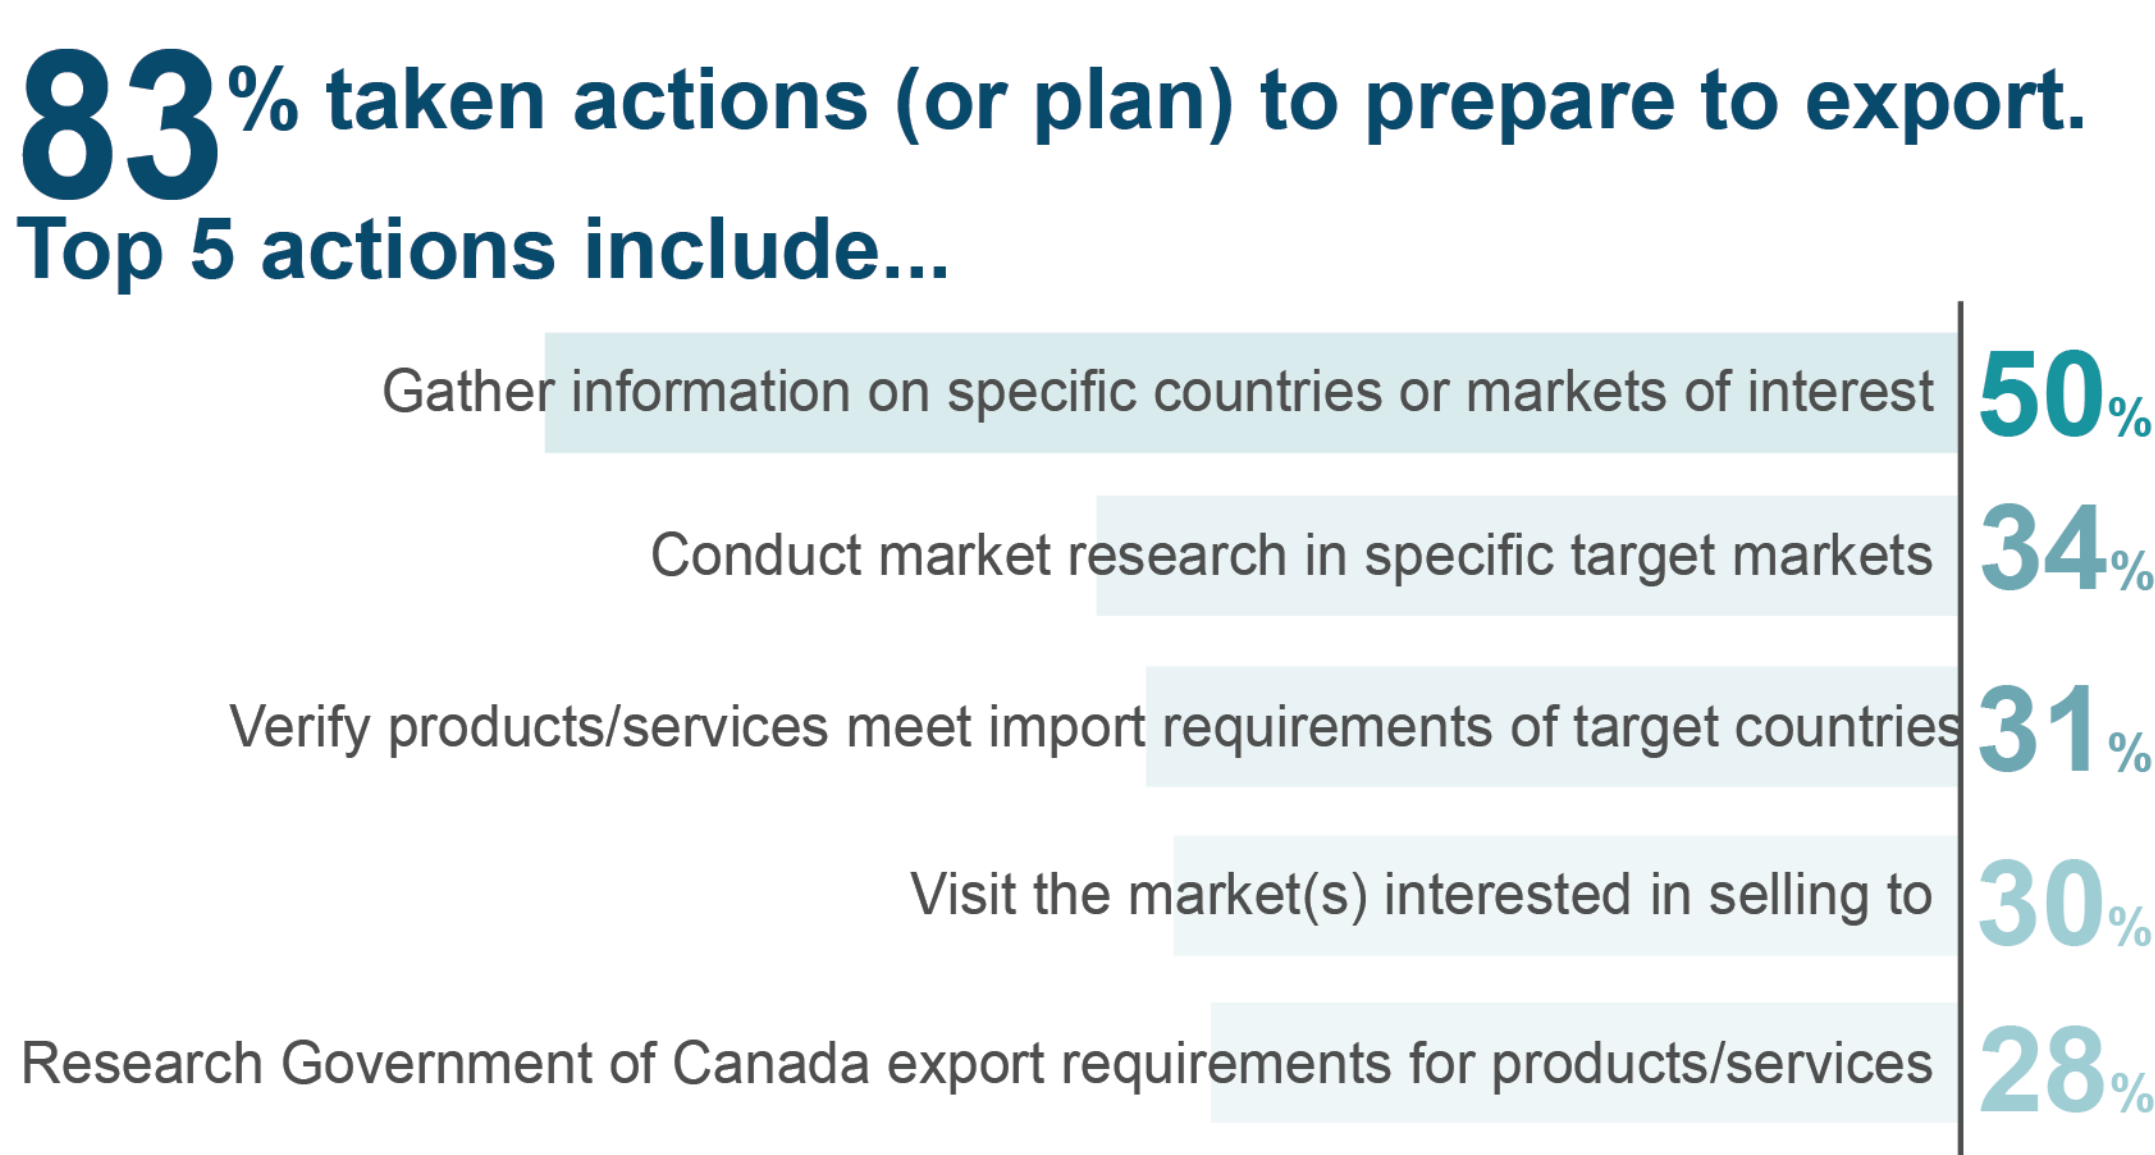 83% taken actions (or plan) to prepare to export.
Top 5 actions include...
Gather information on specific countries or markets of interest 50%
Conduct market research in specific target markets 34%
Verify products/services meet import requirements of target countries 31%
Visit the market(s) interested in selling to 30%
Research Government of Canada export requirements for products/services 28%